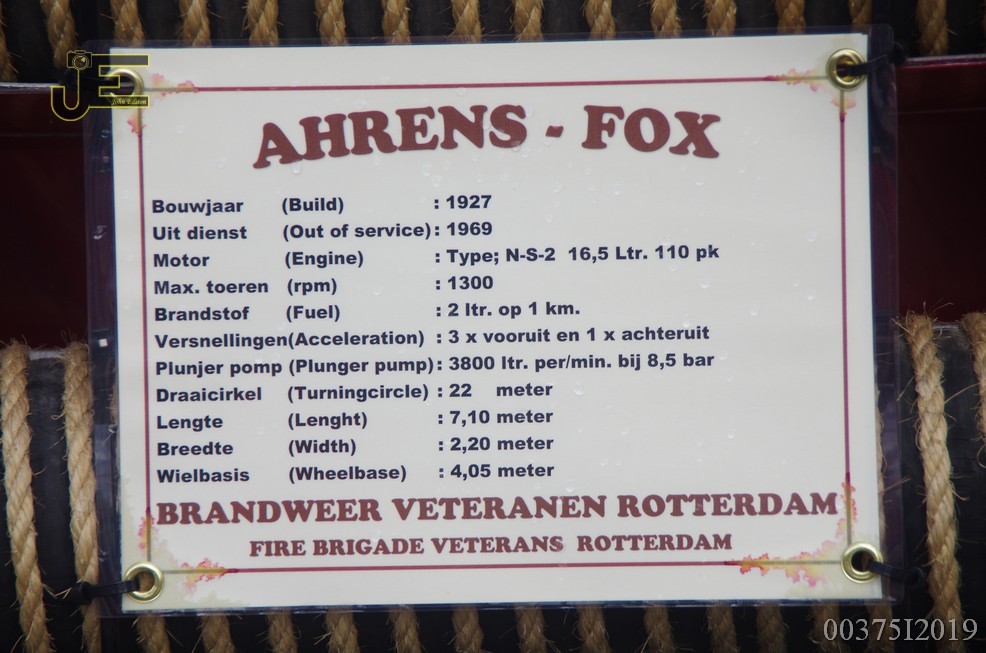 JE
John Edaton
AHRENS - FOX
Bouwjaar (Build) : 1927
Uit dienst (Out of service) : 1969
Motor (Engine) : Type; N-S-2 16,5 Ltr. 110 pk
Max. toeren (rpm) : 1300
Brandstof (Fuel) : 2 ltr. op 1 km.
Versnellingen(Acceleration) : 3 x vooruit en 1 x achteruit
Plunjer pomp (Plunger pump): 3800 ltr. per/min. bij 8,5 bar
Draaicirkel (Turningcircle) : 22 meter
Lengte (Lenght) : 7,10 meter
Breedte (Width) : 2,20 meter
Wielbasis (Wheelbase) : 4,05 meter
BRANDWEER VETERANEN ROTTERDAM
FIRE BRIGADE VETERANS ROTTERDAM
00375I2019